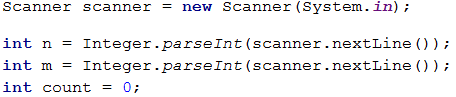 Scanner scanner = new Scanner(System.in);
int n = Integer.parseInt(scanner.nextLine());
int m = Integer.parseInt(scanner.nextLine());
int count = 0;